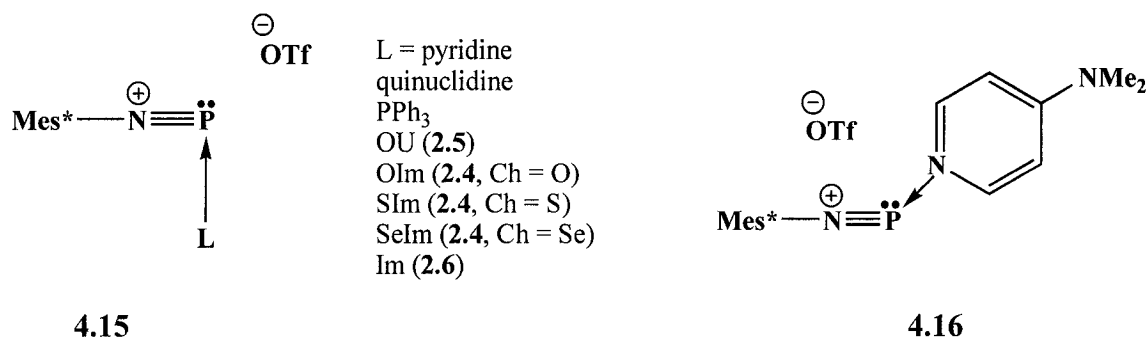 ⊖
OTf
⊕
Mes*—N≡P
L
L = pyridine
quinuclidine
PPh₃
OU (2.5)
OIm (2.4, Ch = O)
SIm (2.4, Ch = S)
SeIm (2.4, Ch = Se)
Im (2.6)
4.15
NMe₂
⊖
OTf
N
⊕
Mes*—N≡P
4.16